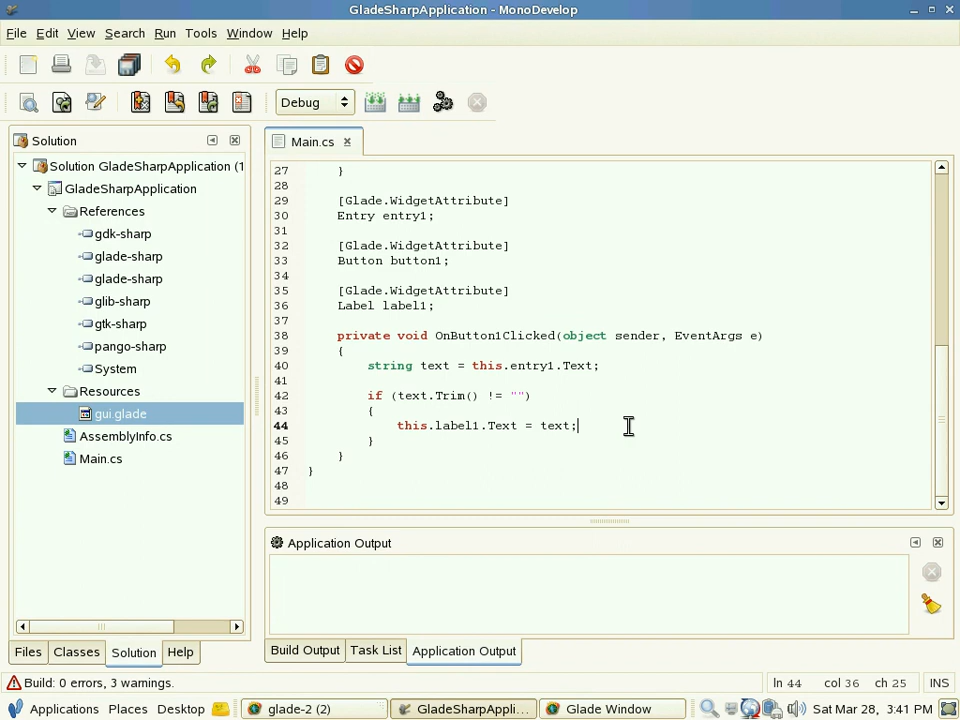 GladeSharpApplication - MonoDevelop
File Edit View Search Run Tools Window Help
Debug
Solution
Solution GladeSharpApplication (1
GladeSharpApplication
References
gdk-sharp
glade-sharp
glade-sharp
glib-sharp
gtk-sharp
pango-sharp
System
Resources
gui.glade
AssemblyInfo.cs
Main.cs
Files Classes Solution Help
Main.cs
27 }
28
29 [Glade.WidgetAttribute]
30 Entry entry1;
31
32 [Glade.WidgetAttribute]
33 Button button1;
34
35 [Glade.WidgetAttribute]
36 Label label1;
37
38 private void OnButton1Clicked(object sender, EventArgs e)
39 {
40 string text = this.entry1.Text;
41
42 if (text.Trim() != "")
43 {
44 this.label1.Text = text;
45 }
46 }
47 }
48
49
Application Output
Build Output Task List Application Output
Build: 0 errors, 3 warnings.
ln 44 col 36 ch 25 INS
Applications Places Desktop glade-2 (2) GladeSharpAppli... Glade Window Sat Mar 28, 3:41 PM